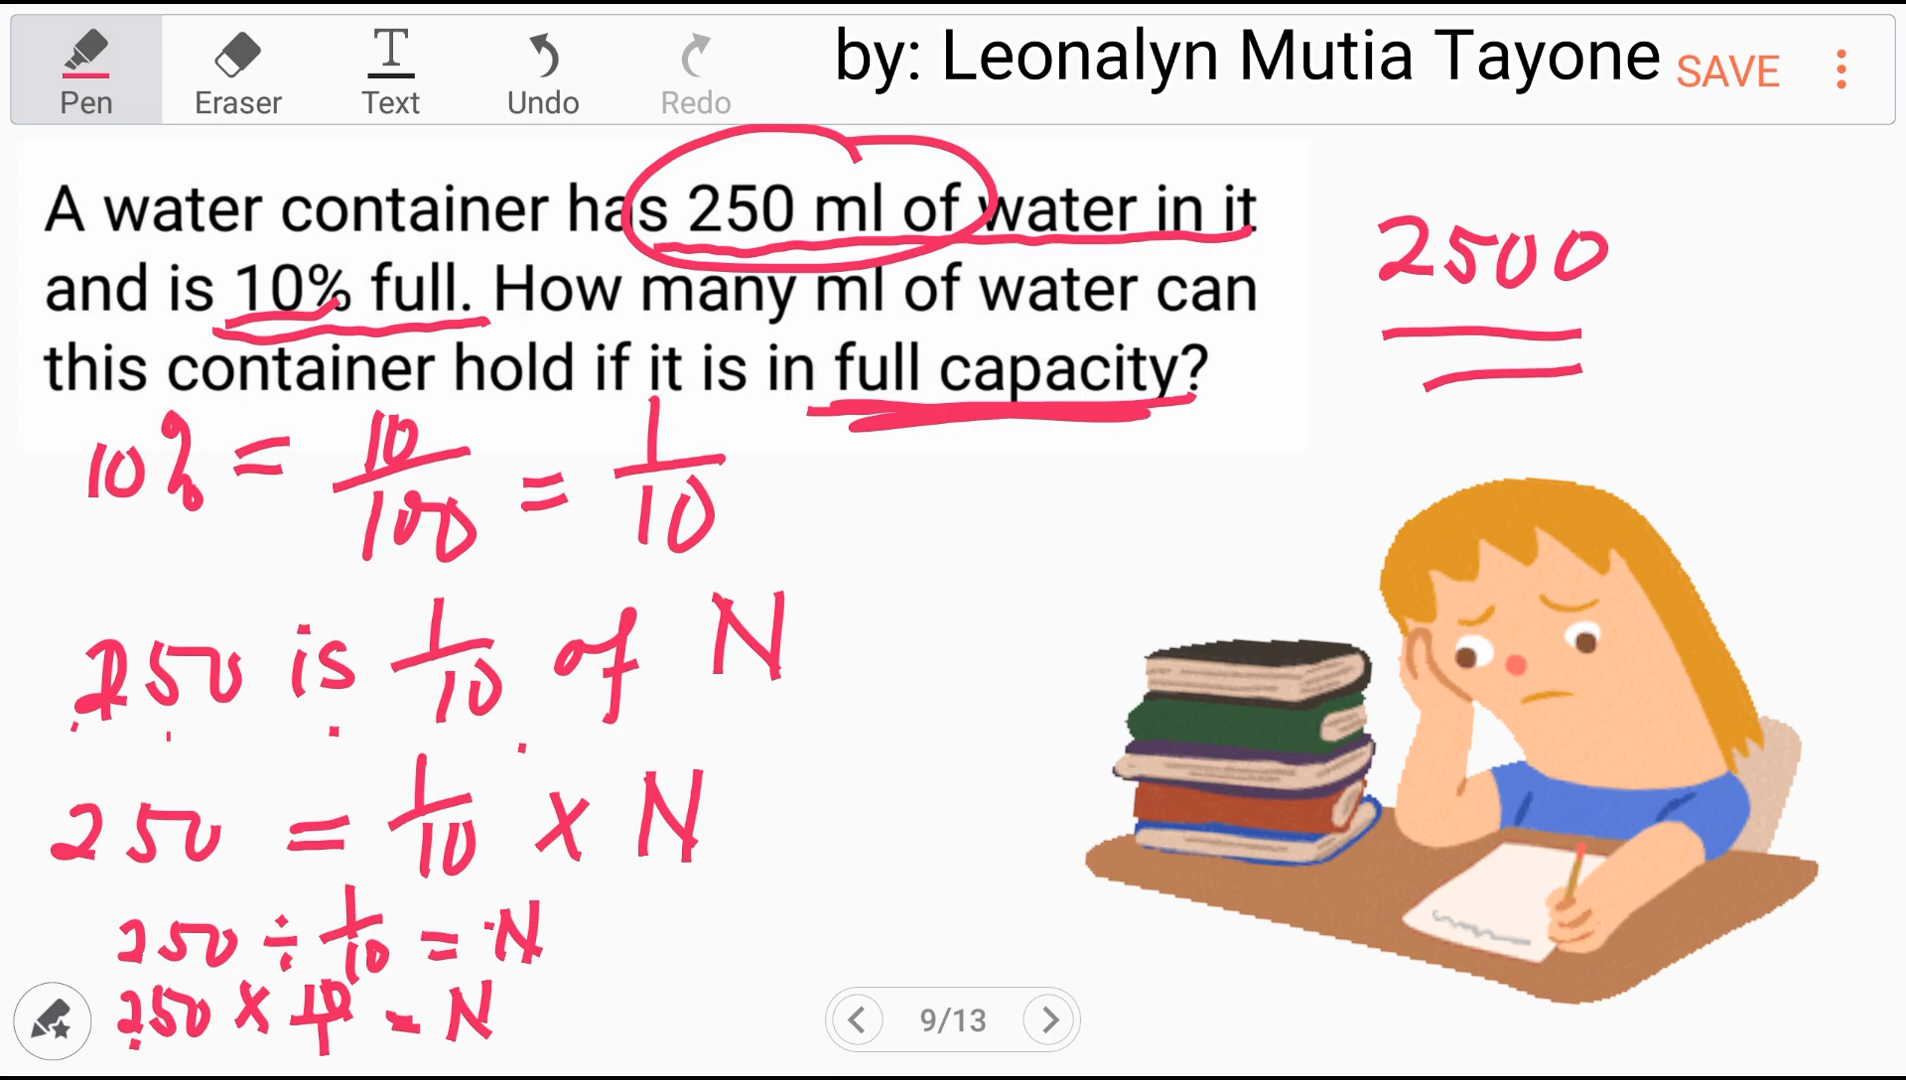 by: Leonalyn Mutia Tayone
SAVE
Pen
Eraser
Text
Undo
Redo
A water container has 250 ml of water in it
and is 10% full. How many ml of water can
this container hold if it is in full capacity?
2500
10% = 10/100 = 1/10
250 is 1/10 of N
250 = 1/10 x N
250 ÷ 1/10 = N
250 x 10/1 = N
9/13